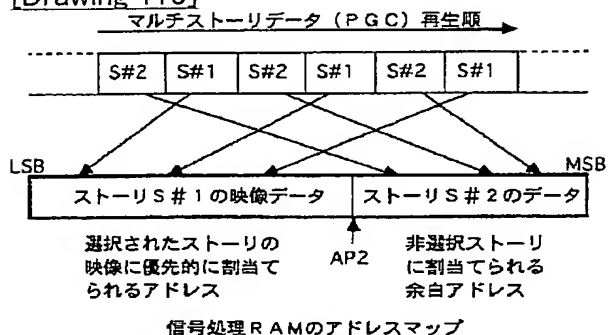 マルチストーリデータ(PGC)再生順
S#2 S#1 S#2 S#1 S#2 S#1
LSB MSB
ストーリS#1の映像データ ストーリS#2のデータ
選択されたストーリの
映像に優先的に割当て
られるアドレス
AP2
非選択ストーリ
に割当てられる
余白アドレス
信号処理RAMのアドレスマップ